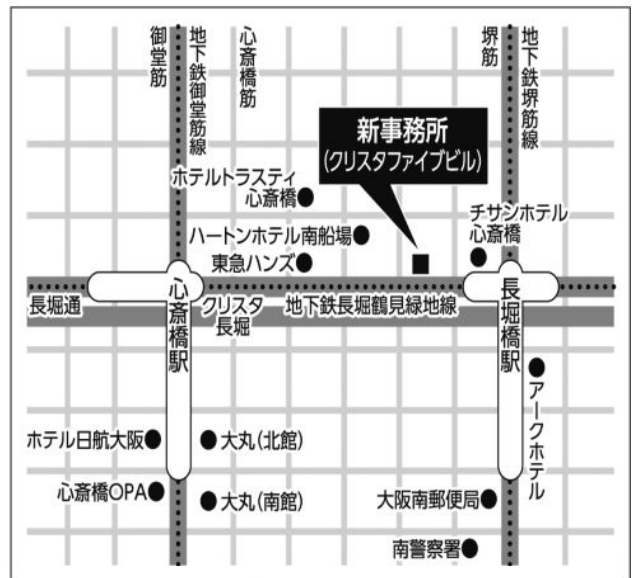 御堂筋
地下鉄御堂筋線
心斎橋筋
堺筋
地下鉄堺筋線
新事務所
(クリスタファイブビル)
ホテルトラスティ
心斎橋
チサンホテル
心斎橋
ハートンホテル南船場
東急ハンズ
長堀通
心斎橋駅
クリスタ
長堀
地下鉄長堀鶴見緑地線
長堀橋駅
アークホテル
ホテル日航大阪
大丸(北館)
心斎橋OPA
大丸(南館)
大阪南郵便局
南警察署